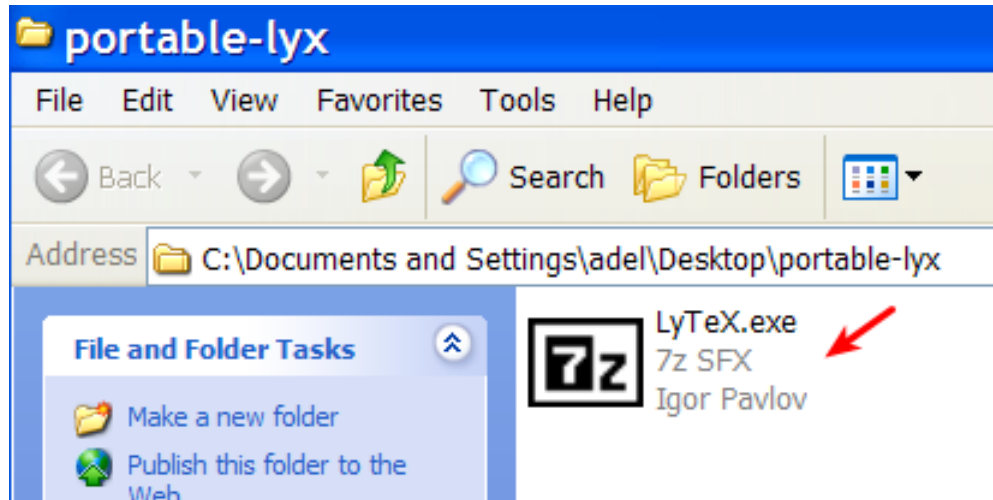 portable-lyx
File Edit View Favorites Tools Help
Back Search Folders
Address C:\Documents and Settings\adel\Desktop\portable-lyx
File and Folder Tasks
Make a new folder
Publish this folder to the
Web
7z
LyTeX.exe
7z SFX
Igor Pavlov